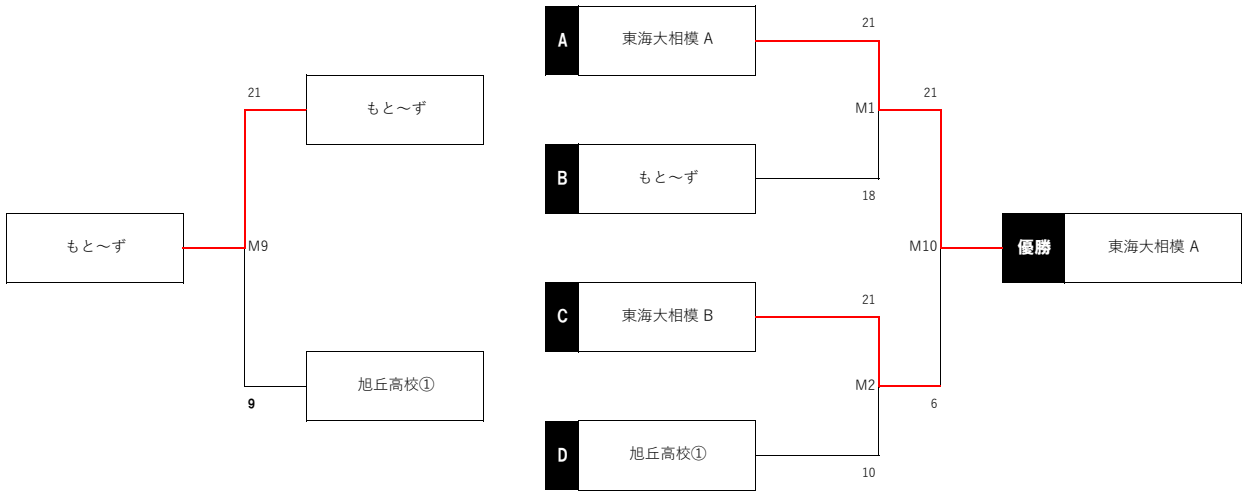 A
東海大相模 A
21
21
もと～ず
21
M1
B
もと～ず
18
もと～ず
M9
M10
優勝
東海大相模 A
C
東海大相模 B
21
旭丘高校①
M2
9
6
D
旭丘高校①
10